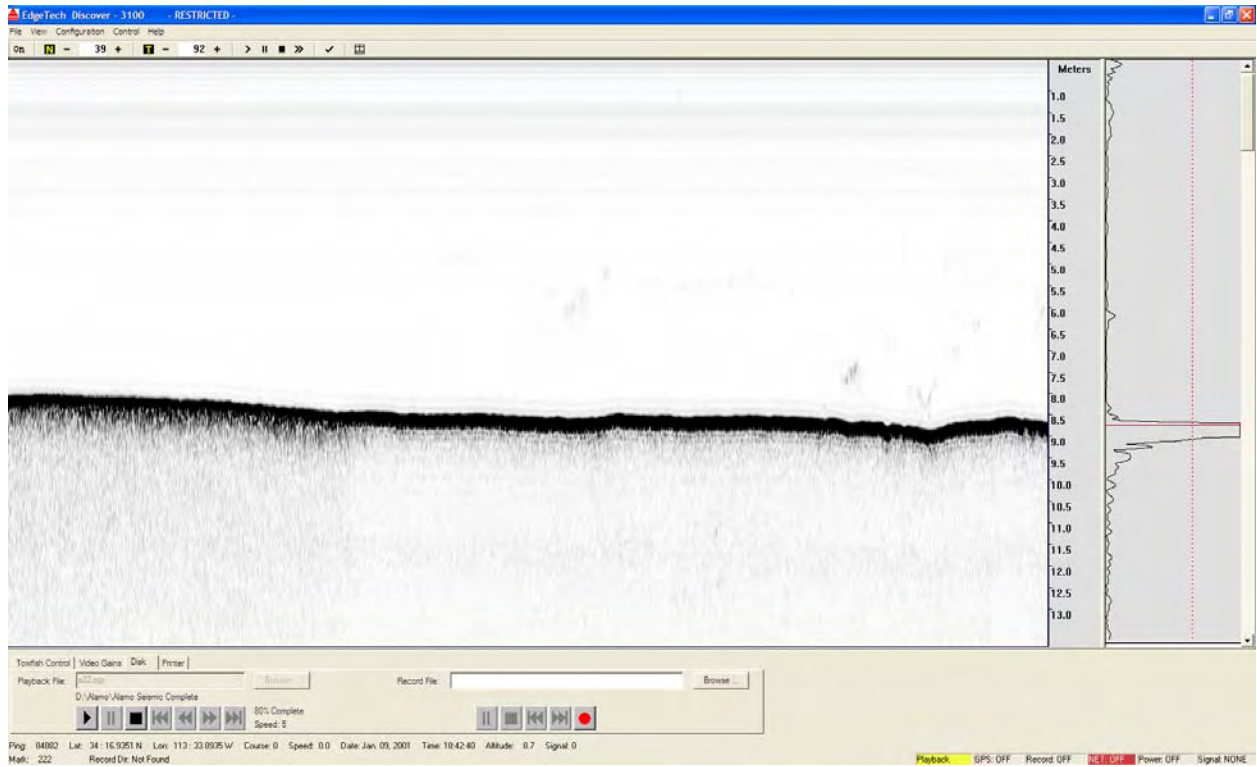 EdgeTech Discover - 3100 - RESTRICTED -
File View Configuration Control Help
On N - 39 + T - 92 +
Meters
1.0
1.5
2.0
2.5
3.0
3.5
4.0
4.5
5.0
5.5
6.0
6.5
7.0
7.5
8.0
8.5
9.0
9.5
10.0
10.5
11.0
11.5
12.0
12.5
13.0
Towfish Control Video Gains Disk Printer
Playback File: Browse... Record File: Browse ...
D:\Alamo\Alamo Seismic Complete
80% Complete
Speed: 5
Ping: 84002 Lat: 34 : 16.9351 N Lon: 113 : 33.8935 W Course: 0 Speed: 0.0 Date: Jan. 09, 2001 Time: 18:42:40 Altitude: 8.7 Signal: 0
Mark: 222 Record Dir: Not Found Playback GPS: OFF Record: OFF NET: OFF Power: OFF Signal: NONE